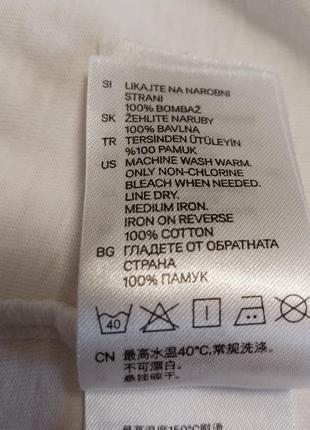 SI LIKAJTE NA NAROBNI
STRANI
100% BOMBAŽ
SK ŽEHLITE NARUBY
100% BAVLNA
TR TERSİNDEN ÜTÜLEYİN
%100 PAMUK
US MACHINE WASH WARM.
ONLY NON-CHLORINE
BLEACH WHEN NEEDED.
LINE DRY.
MEDIUM IRON.
IRON ON REVERSE
100% COTTON
BG ГЛАДЕТЕ ОТ ОБРАТНАТА
СТРАНА
100% ПАМУК
40
CN 最高水温40℃,常规洗涤.
不可漂白.
悬挂晾干.